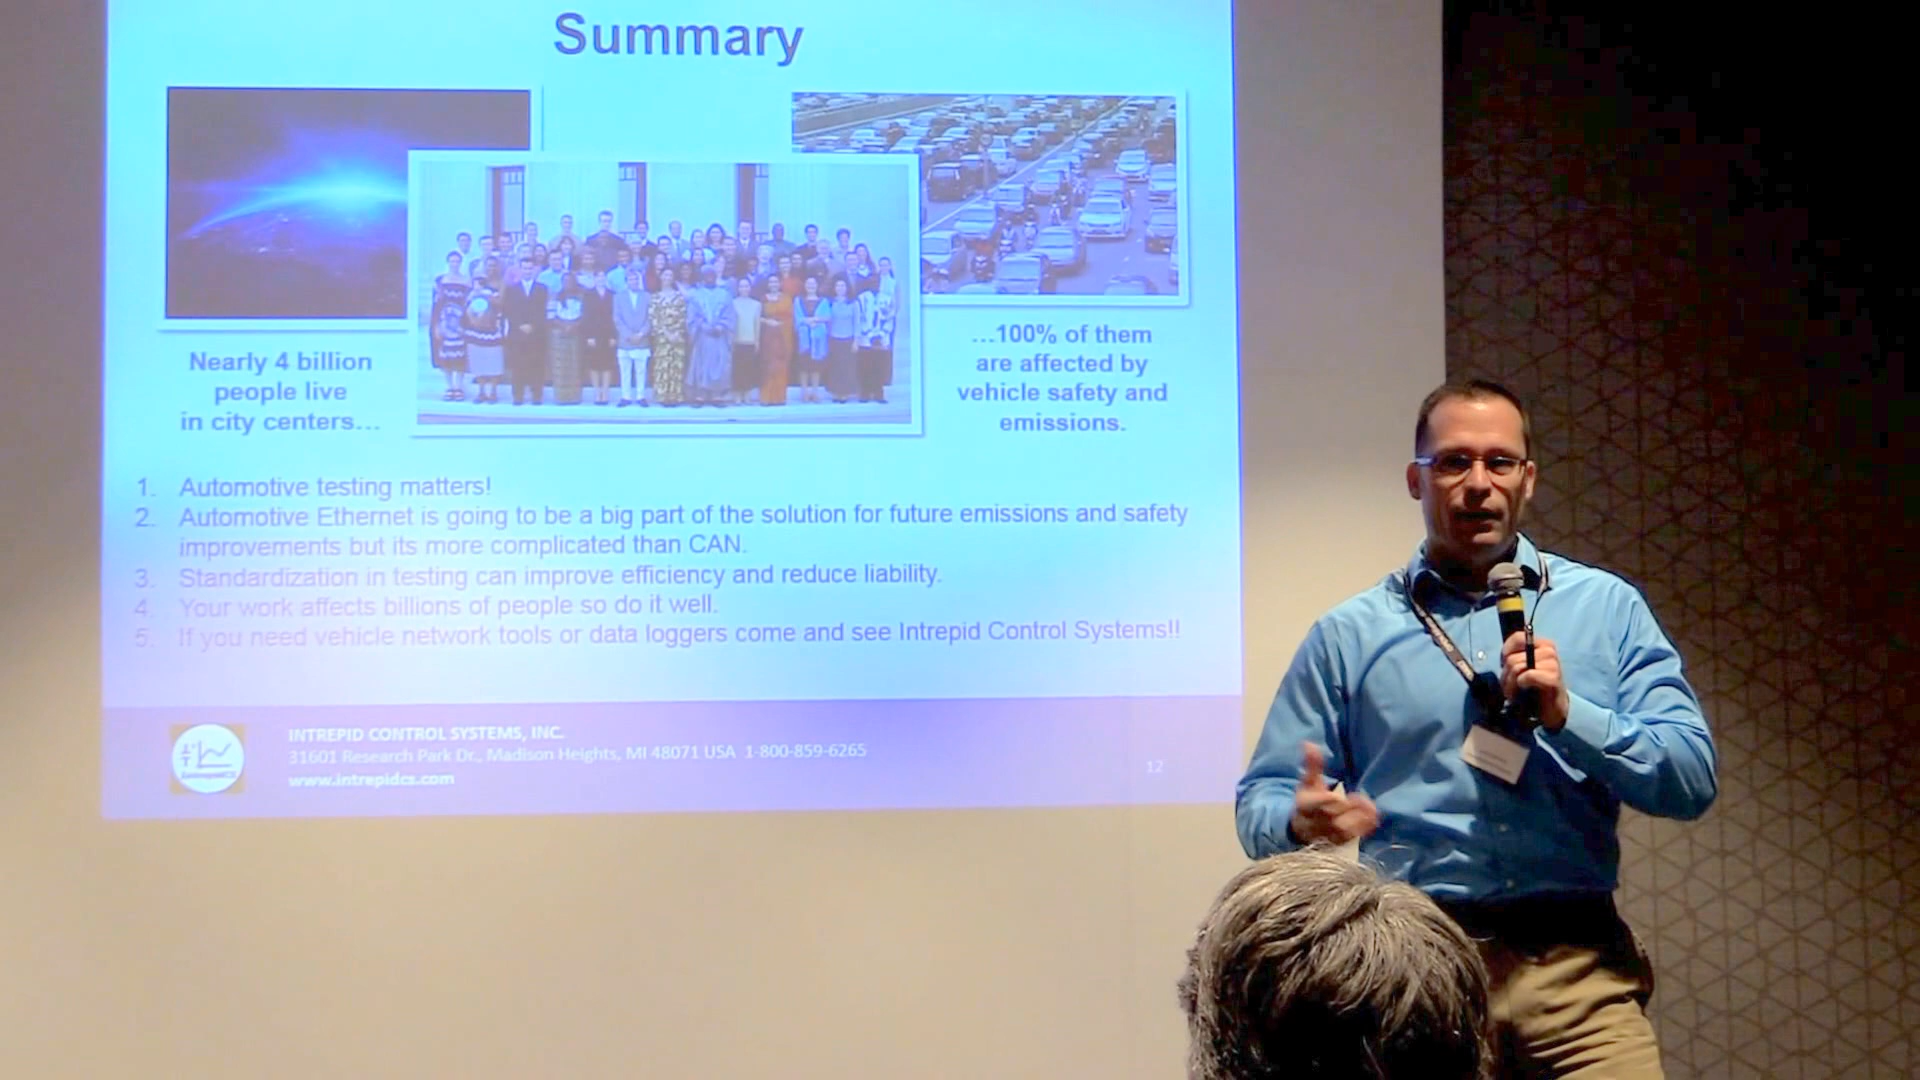 Summary
Nearly 4 billion
people live
in city centers...
...100% of them
are affected by
vehicle safety and
emissions.
1. Automotive testing matters!
2. Automotive Ethernet is going to be a big part of the solution for future emissions and safety
improvements but its more complicated than CAN.
3. Standardization in testing can improve efficiency and reduce liability.
4. Your work affects billions of people so do it well.
5. If you need vehicle network tools or data loggers come and see Intrepid Control Systems!!
INTREPID CONTROL SYSTEMS, INC.
31601 Research Park Dr., Madison Heights, MI 48071 USA 1-800-859-6265
www.intrepidcs.com
12